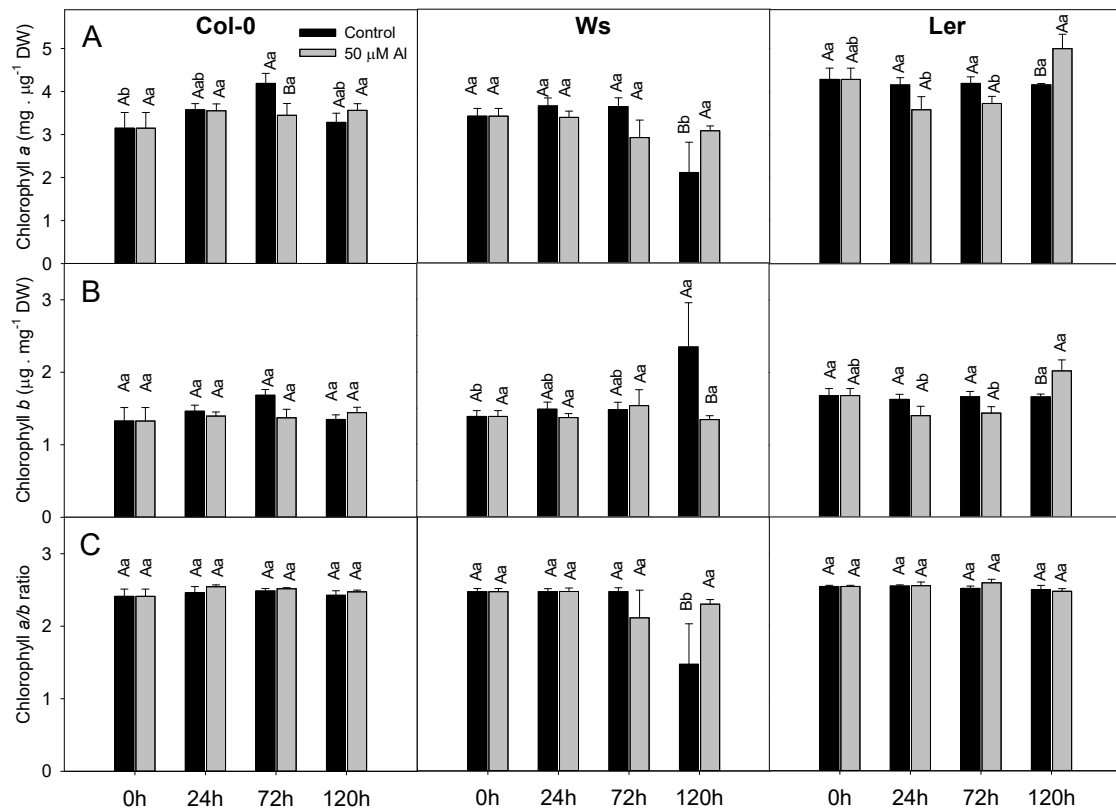 Col-0
Ws
Ler
A
Control
50 μM Al
Chlorophyll a (mg . μg-1 DW)
5
4
3
2
1
0
Ab Aa Aab Aa Aa Ba Aab Aa
Aa Aa Aa Aa Aa Aa Bb Aa
Aa Aab Aa Ab Aa Ab Ba Aa
B
Chlorophyll b (μg . mg-1 DW)
3
2
1
0
Aa Aa Aa Aa Aa Aa Aa Aa
Ab Aa Aab Aa Aab Aa Aa Ba
Aa Aab Aa Ab Aa Ab Ba Aa
C
Chlorophyll a/b ratio
3
2
1
0
Aa Aa Aa Aa Aa Aa Aa Aa
Aa Aa Aa Aa Aa Aa Bb Aa
Aa Aa Aa Aa Aa Aa Aa Aa
0h 24h 72h 120h
0h 24h 72h 120h
0h 24h 72h 120h